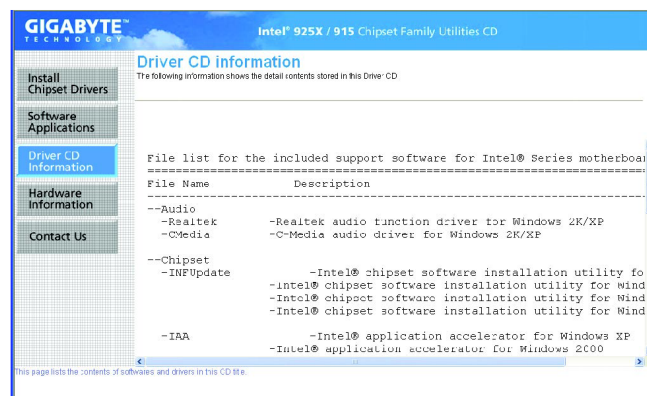 GIGABYTE™
TECHNOLOGY
Intel® 925X / 915 Chipset Family Utilities CD
Driver CD information
The following information shows the detail contents stored in this Driver CD
Install
Chipset Drivers
Software
Applications
Driver CD
Information
Hardware
Information
Contact Us
File list for the included support software for Intel® Series motherboar
File Name Description
--Audio
-Realtek -Realtek audio function driver for Windows 2K/XP
-CMedia -C-Media audio driver for Windows 2K/XP
--Chipset
-INFUpdate -Intel® chipset software installation utility fo
-Intel® chipset software installation utility for Wind
-Intel® chipset software installation utility for Wind
-Intel® chipset software installation utility for Wind
-IAA -Intel® application accelerator for Windows XP
-Intel® application accelerator for Windows 2000
This page lists the contents of softwares and drivers in this CD title.